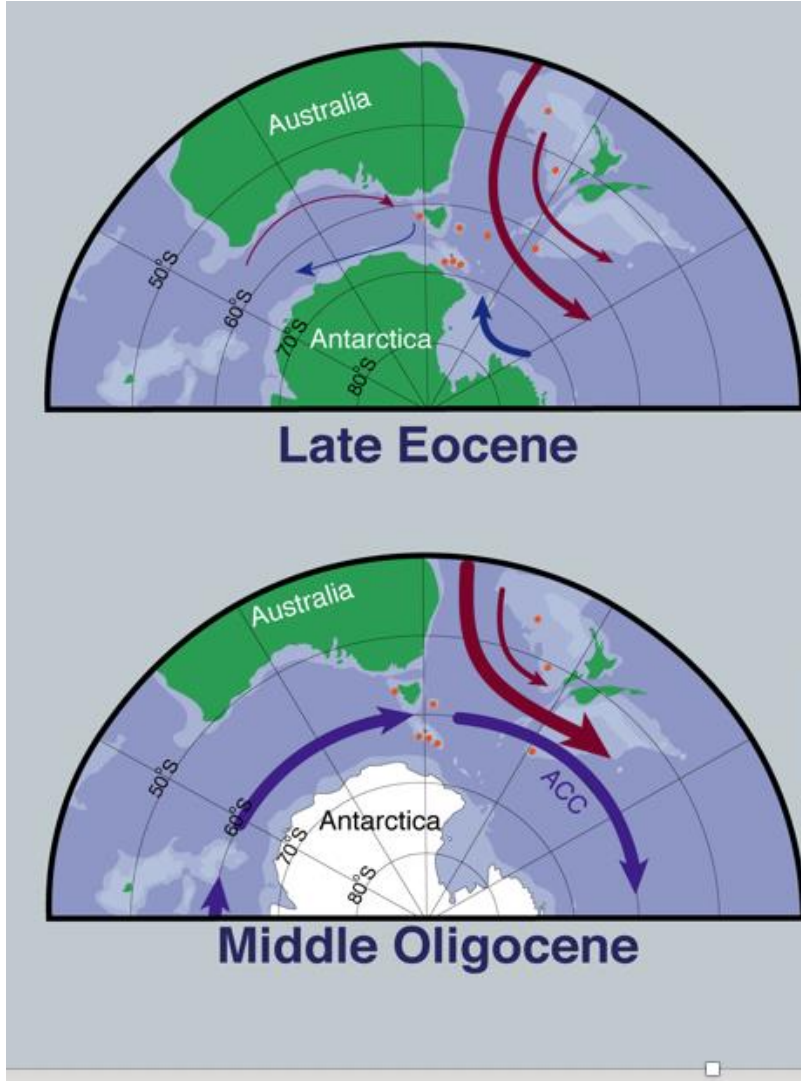 Australia
50°S
60°S
70°S
Antarctica
80°S
Late Eocene
Australia
50°S
ACC
60°S
Antarctica
70°S
80°S
Middle Oligocene